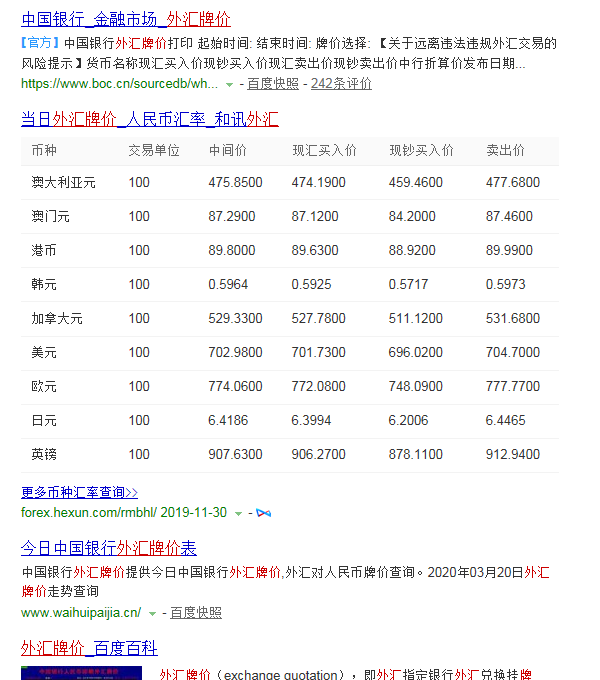 中国银行_金融市场_外汇牌价
【官方】中国银行外汇牌价打印 起始时间: 结束时间: 牌价选择: 【关于远离违法违规外汇交易的
风险提示】货币名称现汇买入价现钞买入价现汇卖出价现钞卖出价中行折算价发布日期...
https://www.boc.cn/sourcedb/wh... - 百度快照 - 242条评价
当日外汇牌价_人民币汇率_和讯外汇
币种 交易单位 中间价 现汇买入价 现钞买入价 卖出价
澳大利亚元 100 475.8500 474.1900 459.4600 477.6800
澳门元 100 87.2900 87.1200 84.2000 87.4600
港币 100 89.8000 89.6300 88.9200 89.9900
韩元 100 0.5964 0.5925 0.5717 0.5973
加拿大元 100 529.3300 527.7800 511.1200 531.6800
美元 100 702.9800 701.7300 696.0200 704.7000
欧元 100 774.0600 772.0800 748.0900 777.7700
日元 100 6.4186 6.3994 6.2006 6.4465
英镑 100 907.6300 906.2700 878.1100 912.9400
更多币种汇率查询>>
forex.hexun.com/rmbhl/ 2019-11-30 -
今日中国银行外汇牌价表
中国银行外汇牌价提供今日中国银行外汇牌价,外汇对人民币牌价查询。2020年03月20日外汇
牌价走势查询
www.waihuipaijia.cn/ - 百度快照
外汇牌价_百度百科
外汇牌价（exchange quotation），即外汇指定银行外汇兑换挂牌